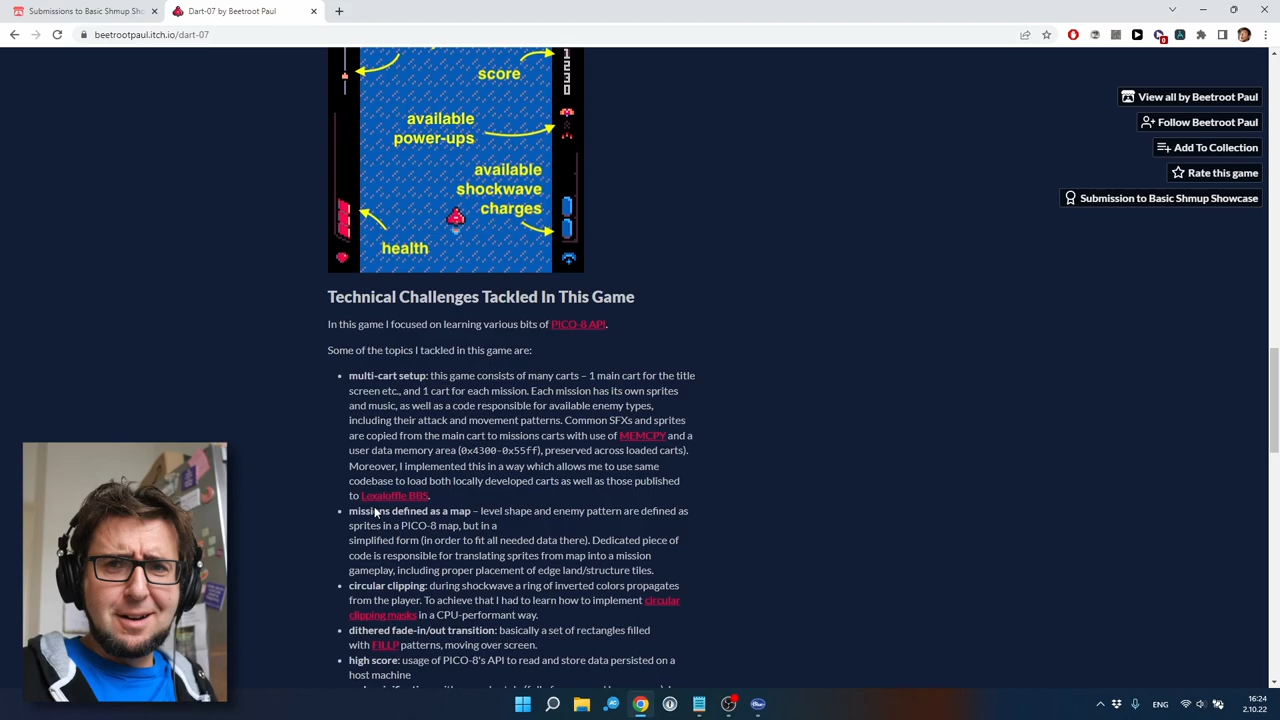 Submissions to Basic Shmup Sho
Dart-07 by Beetroot Paul
beetrootpaul.itch.io/dart-07
View all by Beetroot Paul
Follow Beetroot Paul
Add To Collection
Rate this game
Submission to Basic Shmup Showcase
score
available
power-ups
available
shockwave
charges
health
Technical Challenges Tackled In This Game
In this game I focused on learning various bits of PICO-8 API.
Some of the topics I tackled in this game are:
• multi-cart setup: this game consists of many carts – 1 main cart for the title
screen etc., and 1 cart for each mission. Each mission has its own sprites
and music, as well as a code responsible for available enemy types,
including their attack and movement patterns. Common SFXs and sprites
are copied from the main cart to missions carts with use of MEMCPY and a
user data memory area (0x4300-0x55ff), preserved across loaded carts).
Moreover, I implemented this in a way which allows me to use same
codebase to load both locally developed carts as well as those published
to Lexaloffle BBS.
• missions defined as a map – level shape and enemy pattern are defined as
sprites in a PICO-8 map, but in a
simplified form (in order to fit all needed data there). Dedicated piece of
code is responsible for translating sprites from map into a mission
gameplay, including proper placement of edge land/structure tiles.
• circular clipping: during shockwave a ring of inverted colors propagates
from the player. To achieve that I had to learn how to implement circular
clipping masks in a CPU-performant way.
• dithered fade-in/out transition: basically a set of rectangles filled
with FILLP patterns, moving over screen.
• high score: usage of PICO-8's API to read and store data persisted on a
host machine
ENG
16:24
2.10.22